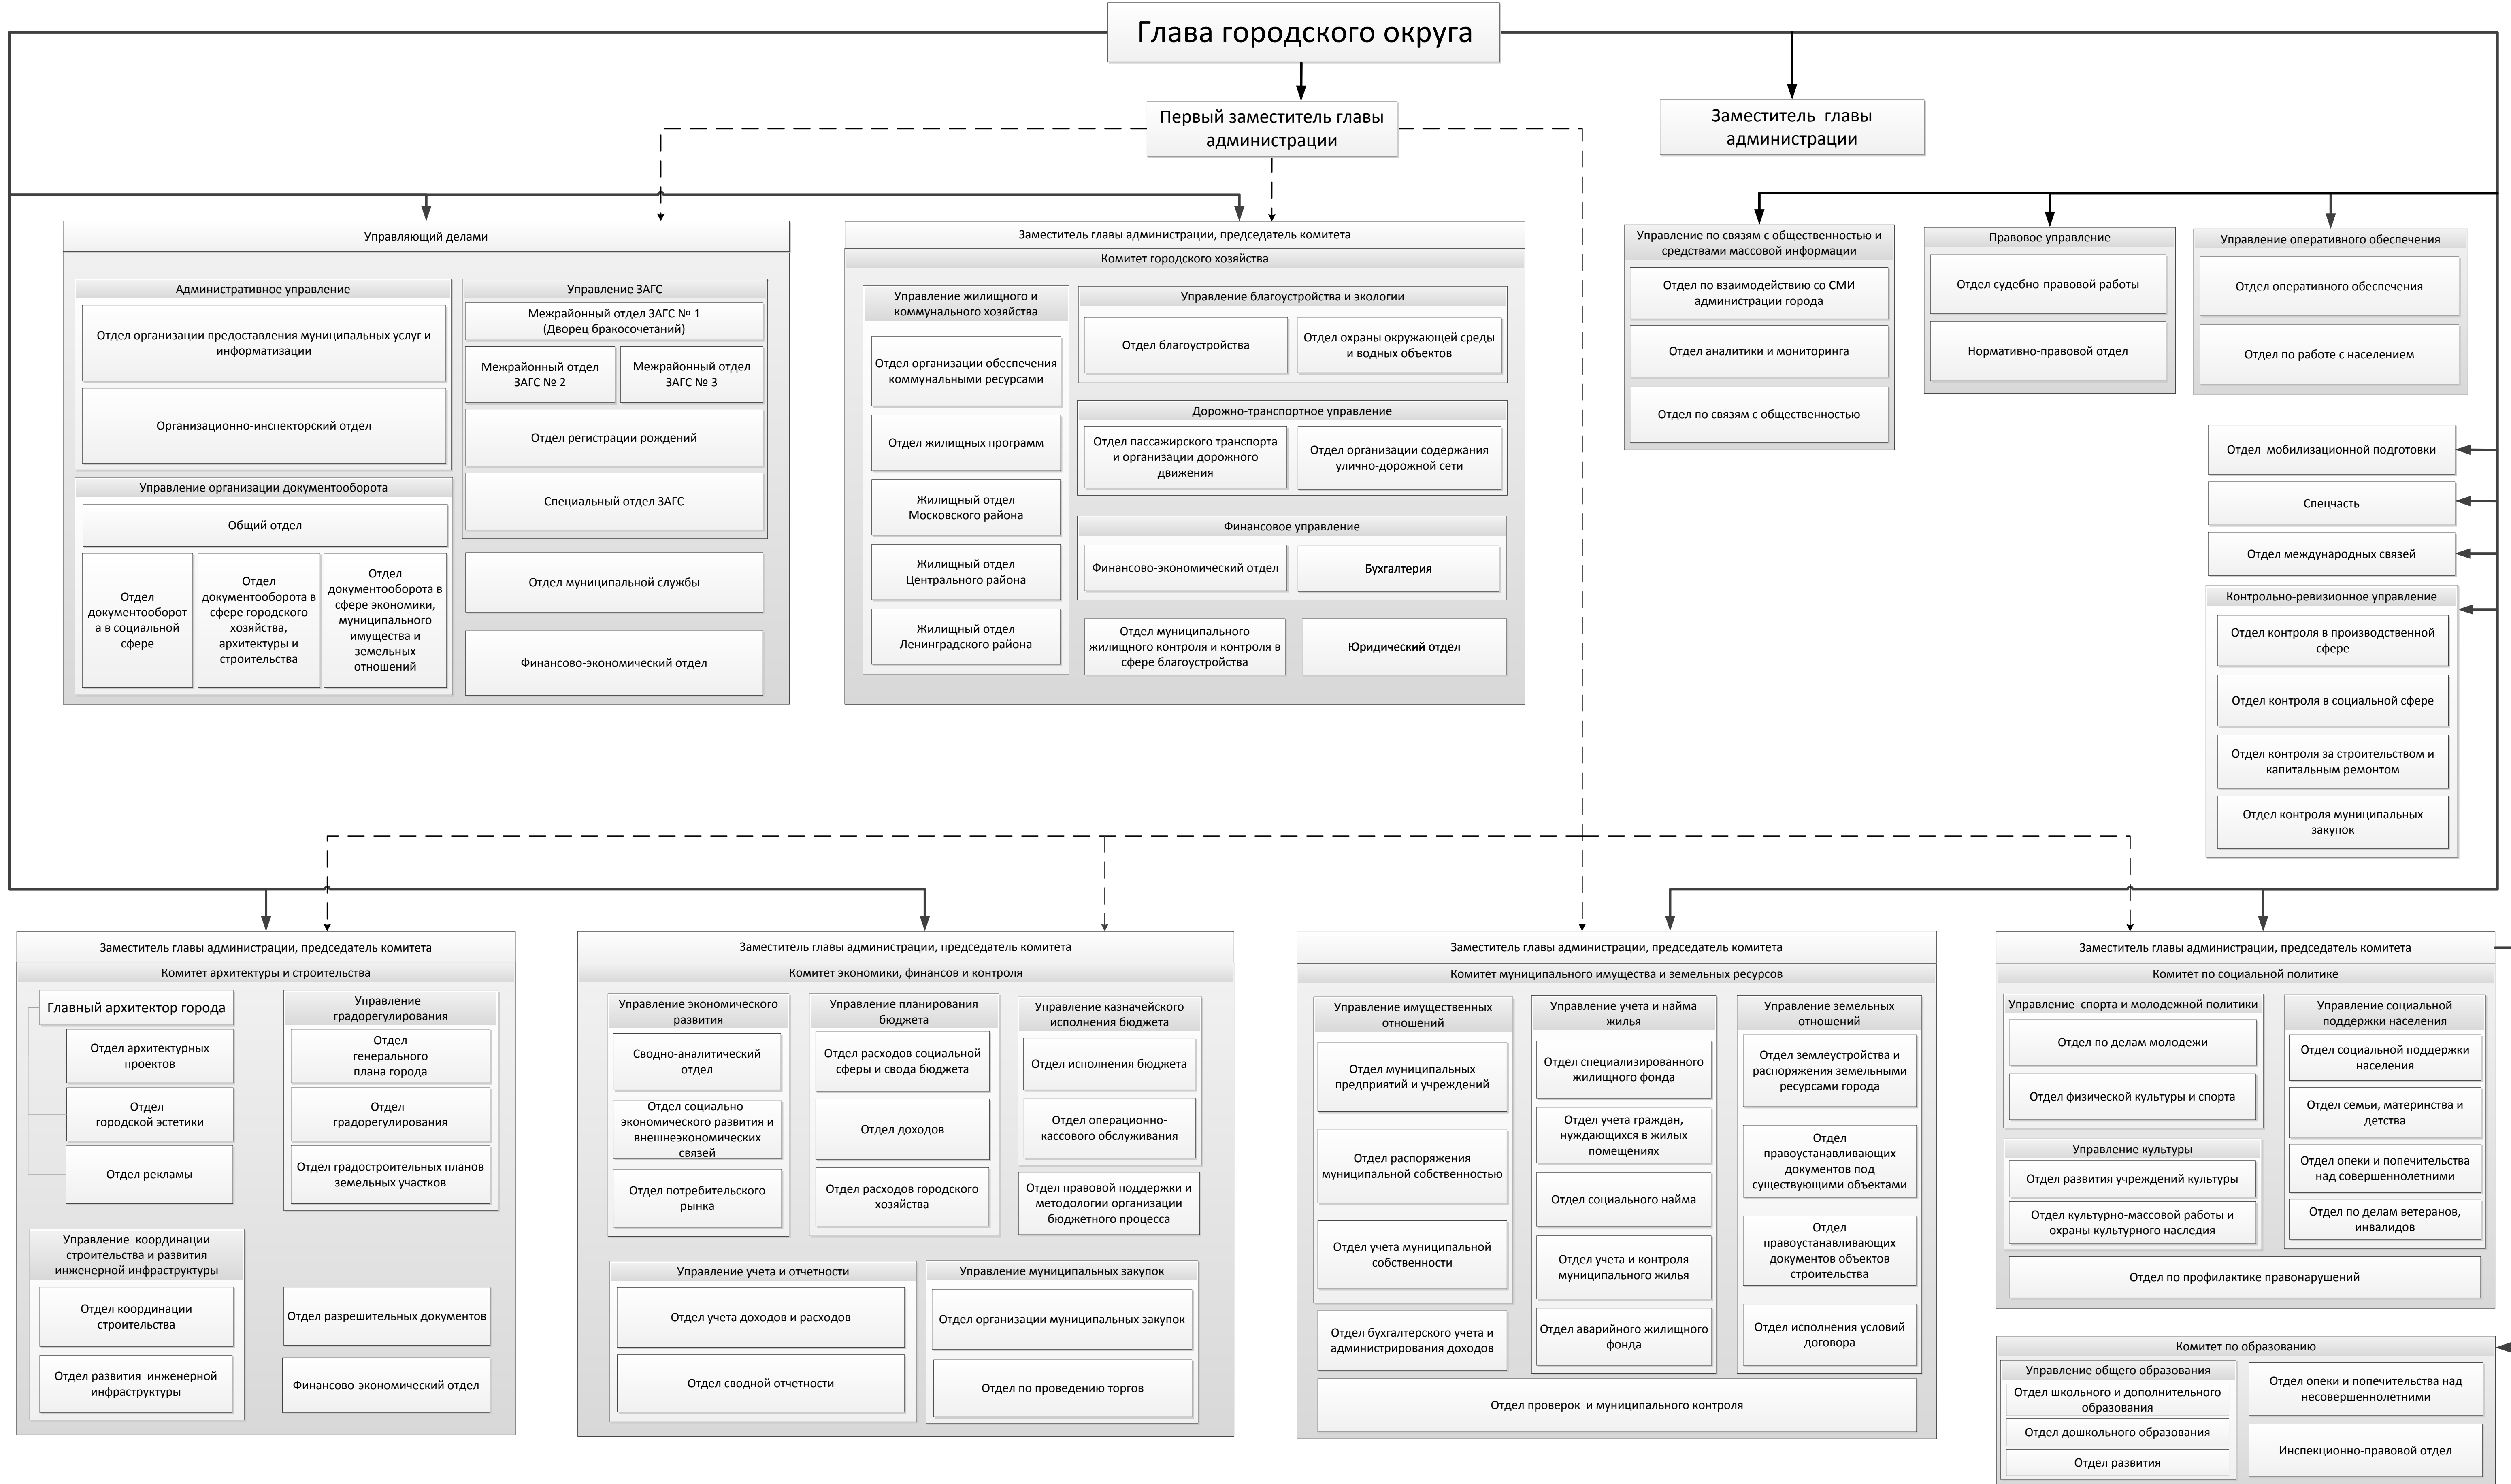 Глава городского округа
Первый заместитель главы
администрации
Заместитель главы
администрации
Управляющий делами
Административное управление
Отдел организации предоставления муниципальных услуг и
информатизации
Организационно-инспекторский отдел
Управление организации документооборота
Общий отдел
Отдел
документооборот
а в социальной
сфере
Отдел
документооборота в
сфере городского
хозяйства,
архитектуры и
строительства
Отдел
документооборота в
сфере экономики,
муниципального
имущества и
земельных
отношений
Управление ЗАГС
Межрайонный отдел ЗАГС № 1
(Дворец бракосочетаний)
Межрайонный отдел
ЗАГС № 2
Межрайонный отдел
ЗАГС № 3
Отдел регистрации рождений
Специальный отдел ЗАГС
Отдел муниципальной службы
Финансово-экономический отдел
Заместитель главы администрации, председатель комитета
Комитет городского хозяйства
Управление жилищного и
коммунального хозяйства
Отдел организации обеспечения
коммунальными ресурсами
Отдел жилищных программ
Жилищный отдел
Московского района
Жилищный отдел
Центрального района
Жилищный отдел
Ленинградского района
Управление благоустройства и экологии
Отдел благоустройства
Отдел охраны окружающей среды
и водных объектов
Дорожно-транспортное управление
Отдел пассажирского транспорта
и организации дорожного
движения
Отдел организации содержания
улично-дорожной сети
Финансовое управление
Финансово-экономический отдел
Бухгалтерия
Отдел муниципального
жилищного контроля и контроля в
сфере благоустройства
Юридический отдел
Управление по связям с общественностью и
средствами массовой информации
Отдел по взаимодействию со СМИ
администрации города
Отдел аналитики и мониторинга
Отдел по связям с общественностью
Правовое управление
Отдел судебно-правовой работы
Нормативно-правовой отдел
Управление оперативного обеспечения
Отдел оперативного обеспечения
Отдел по работе с населением
Отдел мобилизационной подготовки
Спецчасть
Отдел международных связей
Контрольно-ревизионное управление
Отдел контроля в производственной
сфере
Отдел контроля в социальной сфере
Отдел контроля за строительством и
капитальным ремонтом
Отдел контроля муниципальных
закупок
Заместитель главы администрации, председатель комитета
Комитет архитектуры и строительства
Главный архитектор города
Отдел архитектурных
проектов
Отдел
городской эстетики
Отдел рекламы
Управление
градорегулирования
Отдел
генерального
плана города
Отдел
градорегулирования
Отдел градостроительных планов
земельных участков
Управление координации
строительства и развития
инженерной инфраструктуры
Отдел координации
строительства
Отдел развития инженерной
инфраструктуры
Отдел разрешительных документов
Финансово-экономический отдел
Заместитель главы администрации, председатель комитета
Комитет экономики, финансов и контроля
Управление экономического
развития
Сводно-аналитический
отдел
Отдел социально-
экономического развития и
внешнеэкономических
связей
Отдел потребительского
рынка
Управление планирования
бюджета
Отдел расходов социальной
сферы и свода бюджета
Отдел доходов
Отдел расходов городского
хозяйства
Управление казначейского
исполнения бюджета
Отдел исполнения бюджета
Отдел операционно-
кассового обслуживания
Отдел правовой поддержки и
методологии организации
бюджетного процесса
Управление учета и отчетности
Отдел учета доходов и расходов
Отдел сводной отчетности
Управление муниципальных закупок
Отдел организации муниципальных закупок
Отдел по проведению торгов
Заместитель главы администрации, председатель комитета
Комитет муниципального имущества и земельных ресурсов
Управление имущественных
отношений
Отдел муниципальных
предприятий и учреждений
Отдел распоряжения
муниципальной собственностью
Отдел учета муниципальной
собственности
Отдел бухгалтерского учета и
администрирования доходов
Управление учета и найма
жилья
Отдел специализированного
жилищного фонда
Отдел учета граждан,
нуждающихся в жилых
помещениях
Отдел социального найма
Отдел учета и контроля
муниципального жилья
Отдел аварийного жилищного
фонда
Управление земельных
отношений
Отдел землеустройства и
распоряжения земельными
ресурсами города
Отдел
правоустанавливающих
документов под
существующими объектами
Отдел
правоустанавливающих
документов объектов
строительства
Отдел исполнения условий
договора
Отдел проверок и муниципального контроля
Заместитель главы администрации, председатель комитета
Комитет по социальной политике
Управление спорта и молодежной политики
Отдел по делам молодежи
Отдел физической культуры и спорта
Управление культуры
Отдел развития учреждений культуры
Отдел культурно-массовой работы и
охраны культурного наследия
Управление социальной
поддержки населения
Отдел социальной поддержки
населения
Отдел семьи, материнства и
детства
Отдел опеки и попечительства
над совершеннолетними
Отдел по делам ветеранов,
инвалидов
Отдел по профилактике правонарушений
Комитет по образованию
Управление общего образования
Отдел школьного и дополнительного
образования
Отдел дошкольного образования
Отдел развития
Отдел опеки и попечительства над
несовершеннолетними
Инспекционно-правовой отдел